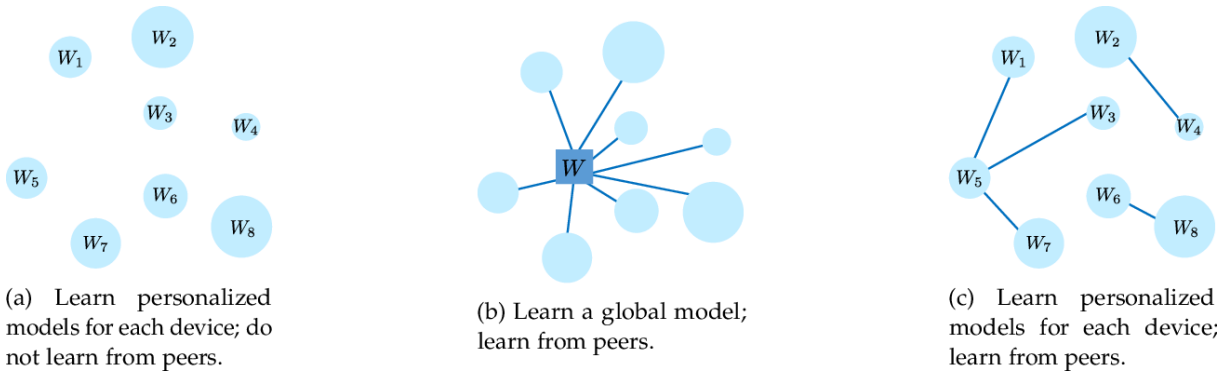 W₁
W₂
W₃
W₄
W₅
W₆
W₇
W₈
(a) Learn personalized
models for each device; do
not learn from peers.
W
(b) Learn a global model;
learn from peers.
W₁
W₂
W₃
W₄
W₅
W₆
W₇
W₈
(c) Learn personalized
models for each device;
learn from peers.